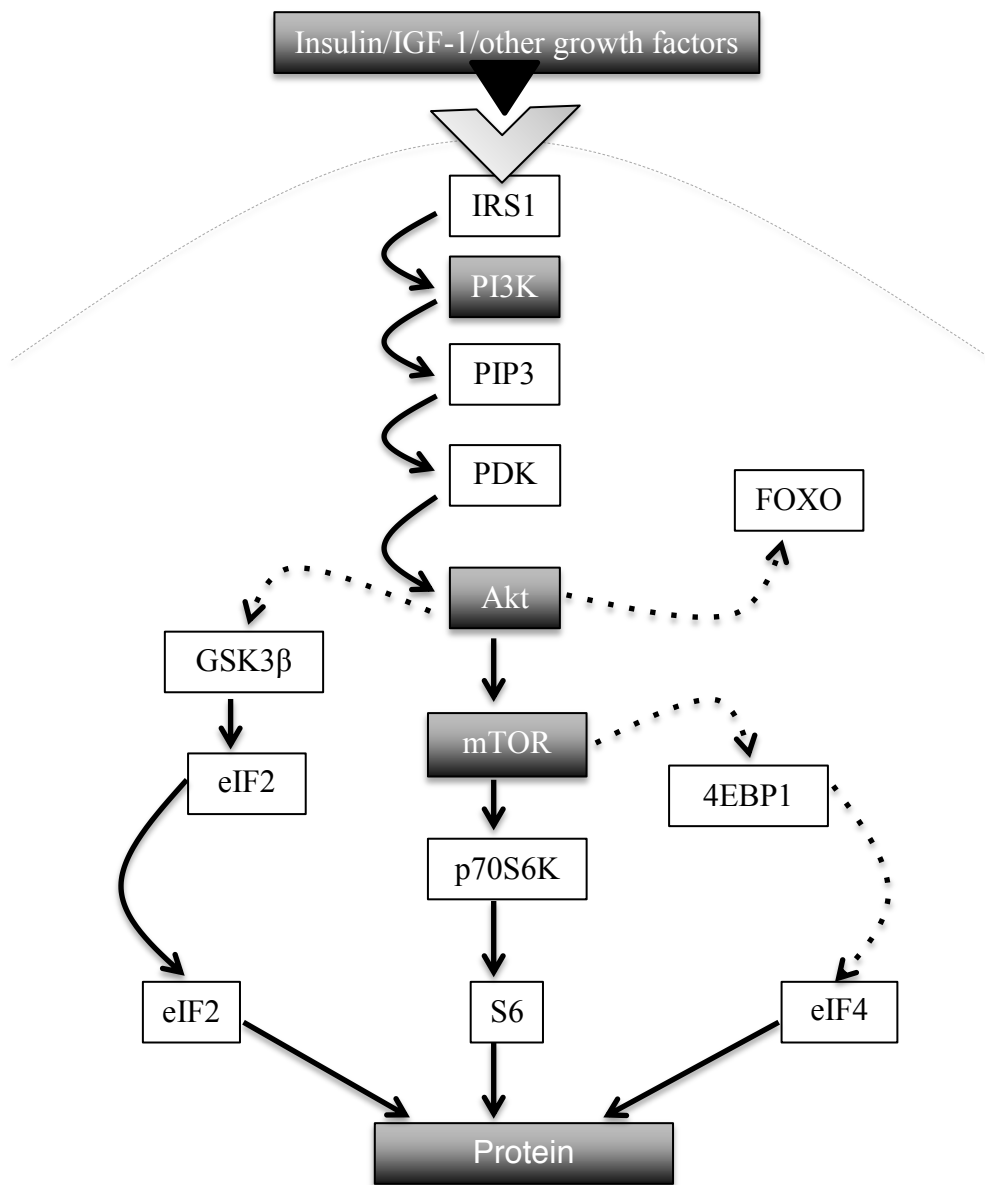 Insulin/IGF-1/other growth factors
IRS1
PI3K
PIP3
PDK
FOXO
Akt
GSK3β
mTOR
eIF2
4EBP1
p70S6K
eIF2
S6
eIF4
Protein